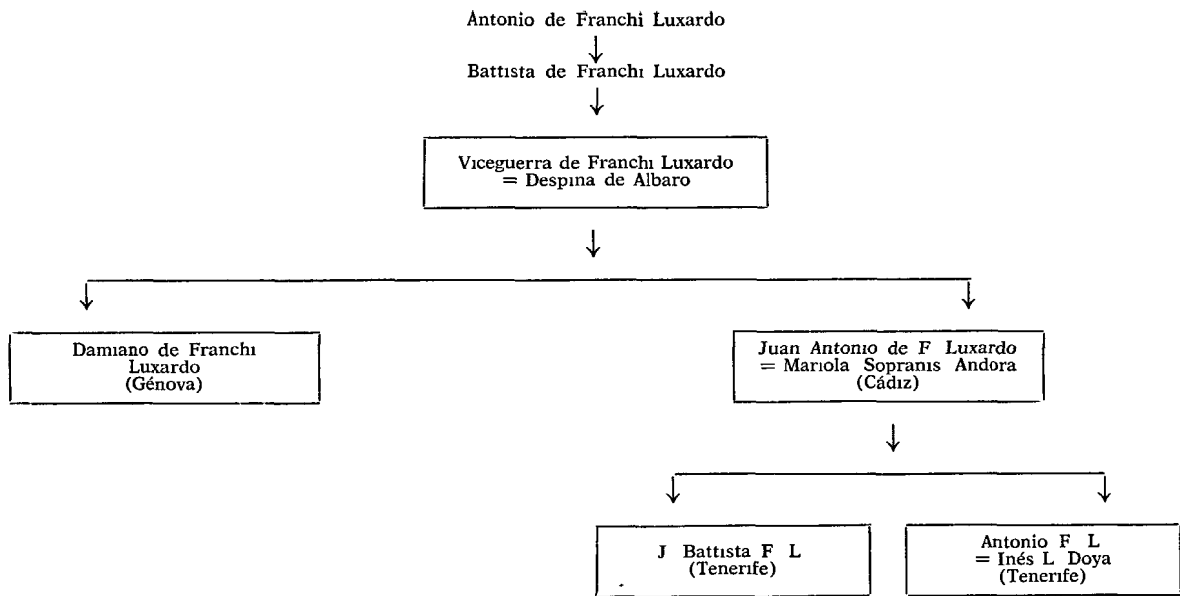 Antonio de Franchi Luxardo
Battista de Franchi Luxardo
Viceguerra de Franchi Luxardo
= Despina de Albaro
Damiano de Franchi
Luxardo
(Génova)
Juan Antonio de F Luxardo
= Mariola Sopranis Andora
(Cádiz)
J Battista F L
(Tenerife)
Antonio F L
= Inés L Doya
(Tenerife)